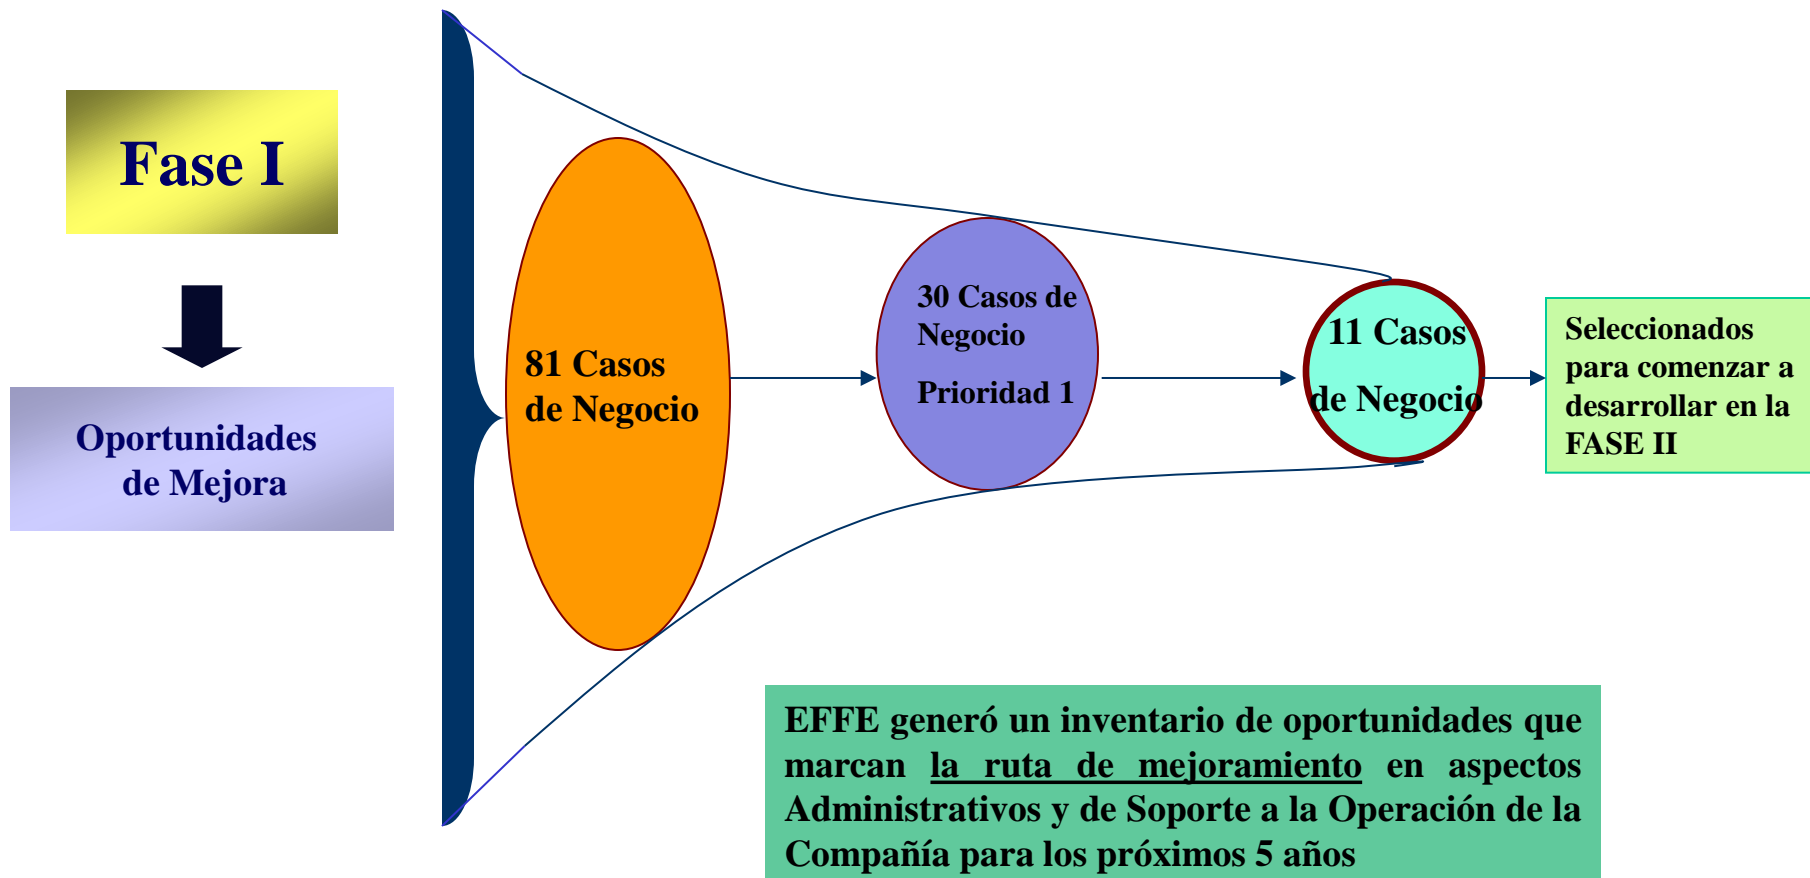 Fase I
Oportunidades
de Mejora
81 Casos
de Negocio
30 Casos de
Negocio
Prioridad 1
11 Casos
de Negocio
Seleccionados
para comenzar a
desarrollar en la
FASE II
EFFE generó un inventario de oportunidades que
marcan la ruta de mejoramiento en aspectos
Administrativos y de Soporte a la Operación de la
Compañía para los próximos 5 años